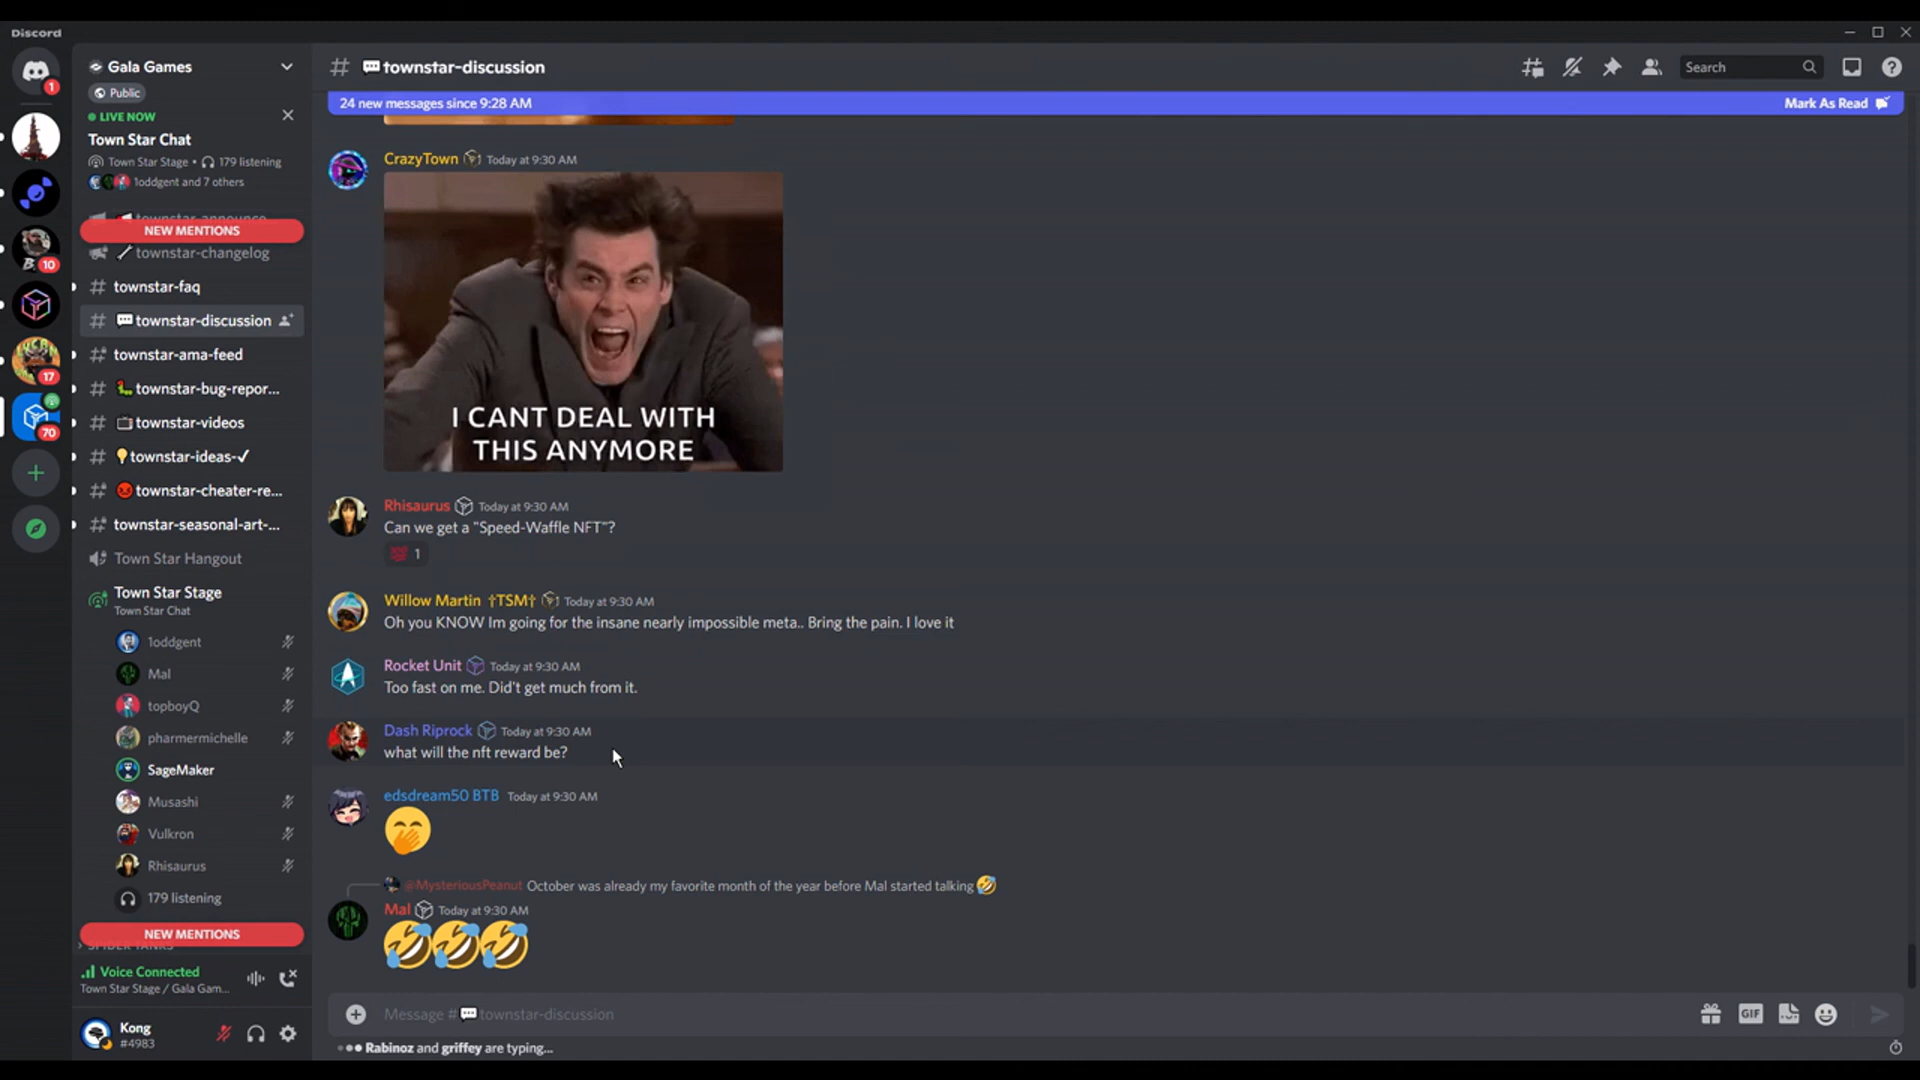 Discord
Gala Games
Public
LIVE NOW
Town Star Chat
Town Star Stage • 179 listening
1oddgent and 7 others
townstar-announce
NEW MENTIONS
townstar-changelog
townstar-faq
townstar-discussion
townstar-ama-feed
townstar-bug-repor...
townstar-videos
townstar-ideas-✓
townstar-cheater-re...
townstar-seasonal-art-...
Town Star Hangout
Town Star Stage
Town Star Chat
1oddgent
Mal
topboyQ
pharmermichelle
SageMaker
Musashi
Vulkron
Rhisaurus
179 listening
NEW MENTIONS
SPIDER TANKS
Voice Connected
Town Star Stage / Gala Gam...
Kong
#4983
1
10
17
70
# 💬townstar-discussion
Search
24 new messages since 9:28 AM
Mark As Read
CrazyTown Today at 9:30 AM
I CANT DEAL WITH
THIS ANYMORE
Rhisaurus Today at 9:30 AM
Can we get a "Speed-Waffle NFT"?
💯 1
Willow Martin †TSM† Today at 9:30 AM
Oh you KNOW Im going for the insane nearly impossible meta.. Bring the pain. I love it
Rocket Unit Today at 9:30 AM
Too fast on me. Did't get much from it.
Dash Riprock Today at 9:30 AM
what will the nft reward be?
edsdream50 BTB Today at 9:30 AM
🤭
@MysteriousPeanut October was already my favorite month of the year before Mal started talking 🤣
Mal Today at 9:30 AM
🤣🤣🤣
Message #💬townstar-discussion
GIF
Rabinoz and griffey are typing...